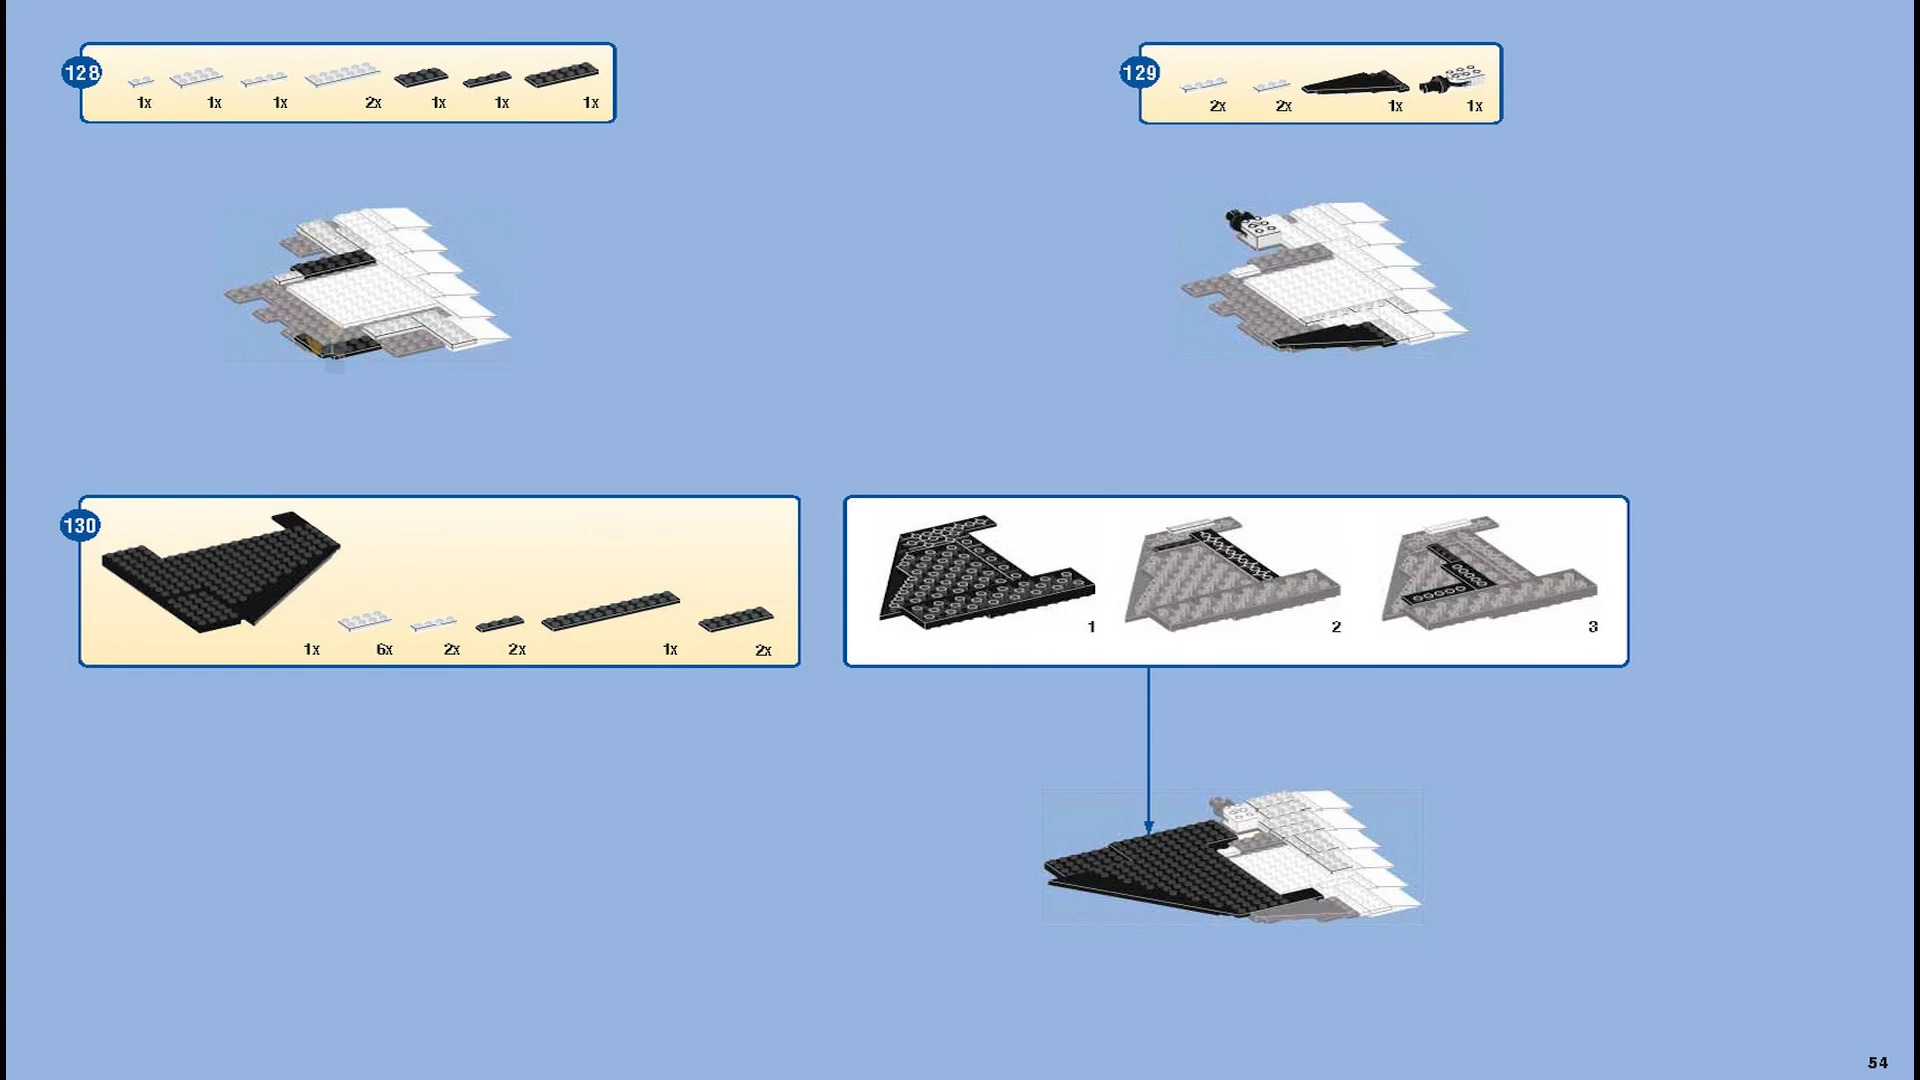 128
1x 1x 1x 2x 1x 1x 1x
129
2x 2x 1x 1x
130
1x 6x 2x 2x 1x 2x
1 2 3
54